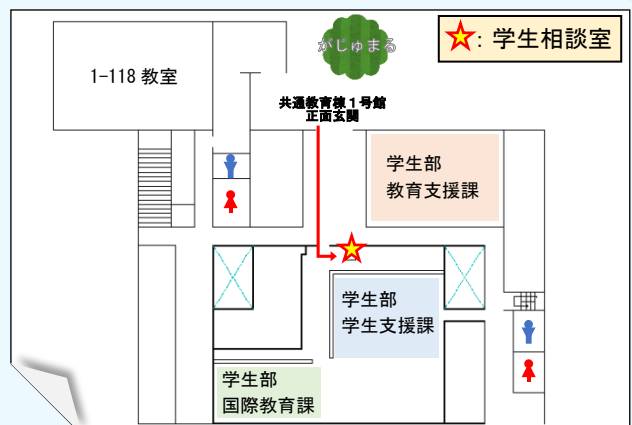 がじゅまる
☆: 学生相談室
1-118 教室
共通教育棟１号館
正面玄関
学生部
教育支援課
学生部
学生支援課
学生部
国際教育課